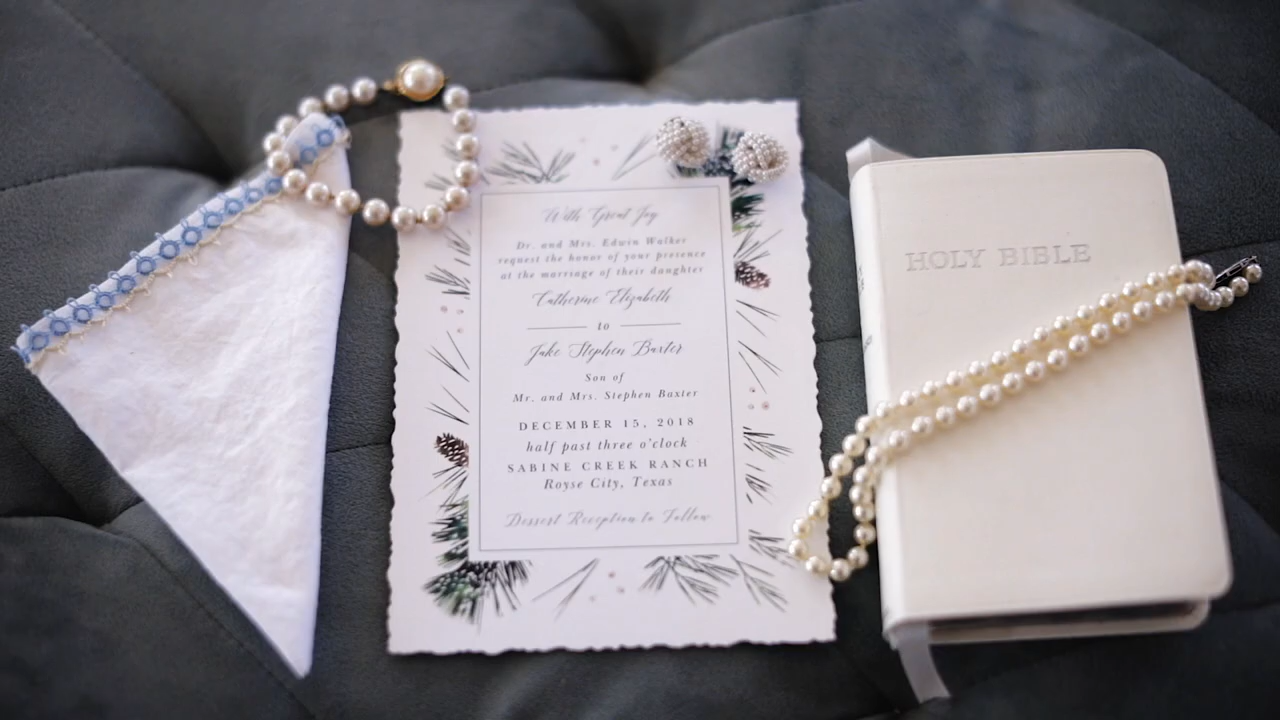 With Great Joy
Dr. and Mrs. Edwin Walker
request the honor of your presence
at the marriage of their daughter
Catherine Elizabeth
to
Jake Stephen Baxter
Son of
Mr. and Mrs. Stephen Baxter
DECEMBER 15, 2018
half past three o'clock
SABINE CREEK RANCH
Royse City, Texas
Dessert Reception to Follow
HOLY BIBLE